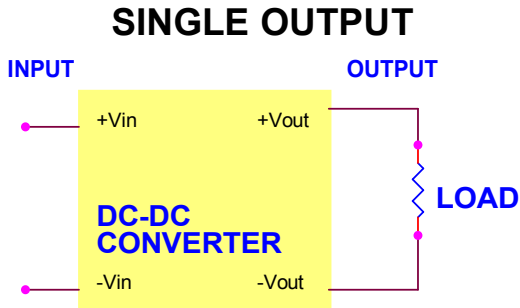 SINGLE OUTPUT
INPUT
OUTPUT
+Vin
+Vout
DC-DC
CONVERTER
LOAD
-Vin
-Vout